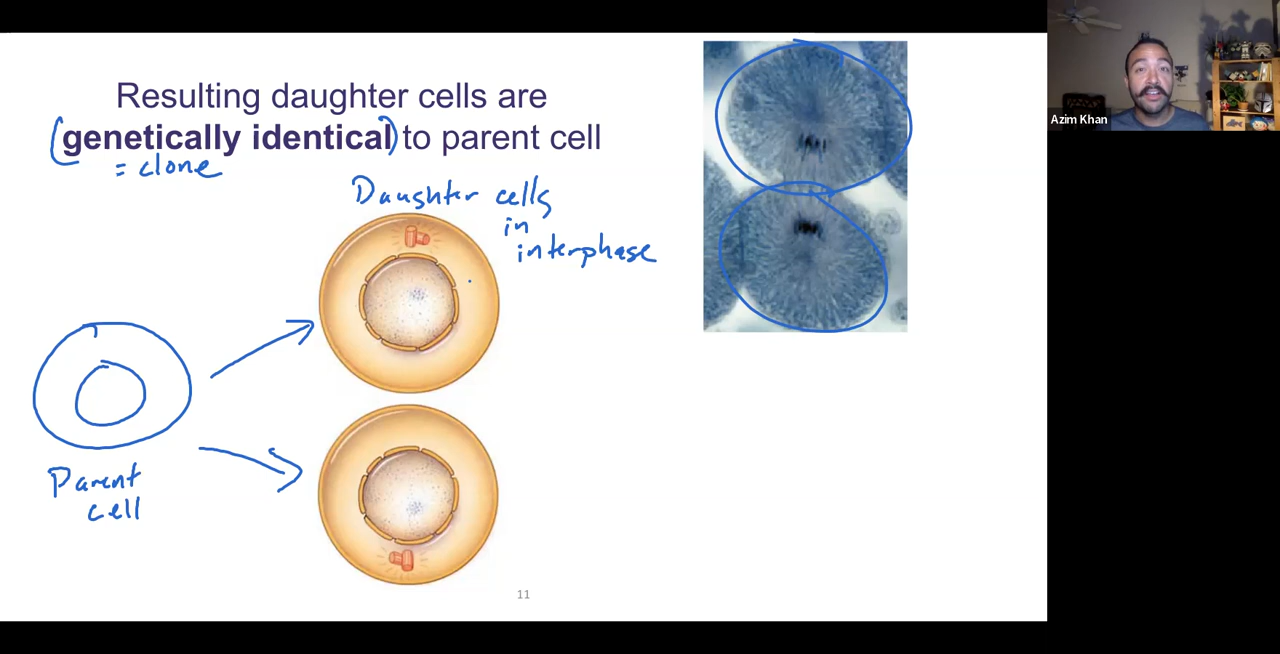 Resulting daughter cells are
(genetically identical) to parent cell
= clone
Daughter cells
in
interphase
Parent
cell
11
Azim Khan